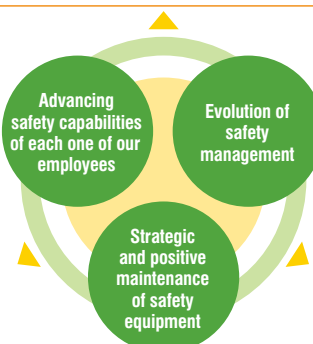 Advancing
safety capabilities
of each one of our
employees
Evolution of
safety
management
Strategic
and positive
maintenance
of safety
equipment